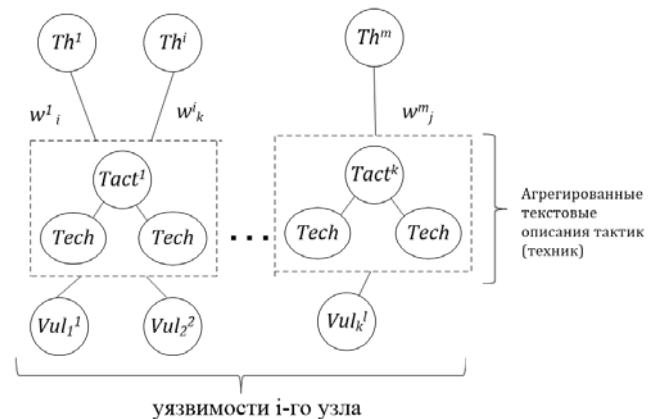 Th¹ Thⁱ Thᵐ
w¹ᵢ wⁱₖ wᵐⱼ
Tact¹ Tactᵏ
Tech Tech ... Tech Tech
Агрегированные
текстовые
описания тактик
(техник)
Vul₁¹ Vul₂² Vulₖˡ
уязвимости i-го узла